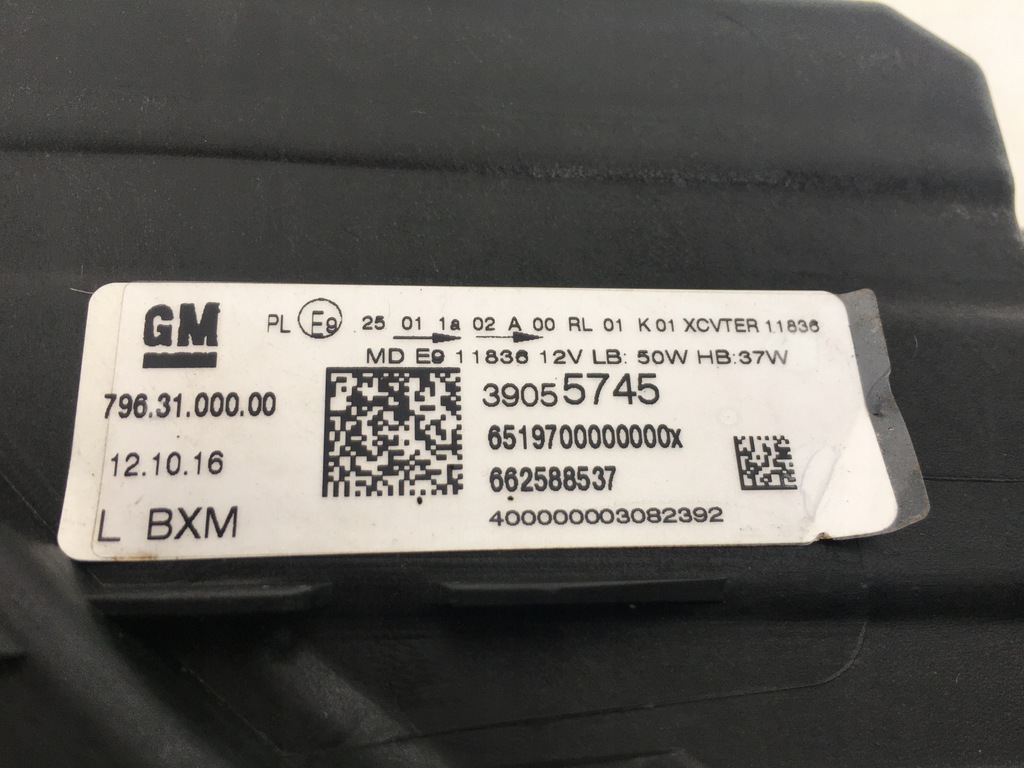 GM
PL E9 25 01 1a 02 A 00 RL 01 K 01 XCVTER 11836
MD E9 11836 12V LB: 50W HB:37W
796.31.000.00
39055745
6519700000000x
12.10.16
662588537
L BXM
400000003082392